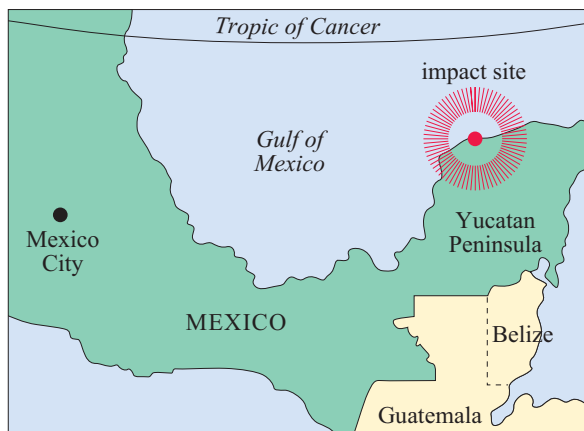 Tropic of Cancer
impact site
Gulf of
Mexico
Mexico
City
Yucatan
Peninsula
MEXICO
Belize
Guatemala